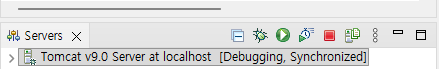 Servers
Tomcat v9.0 Server at localhost [Debugging, Synchronized]